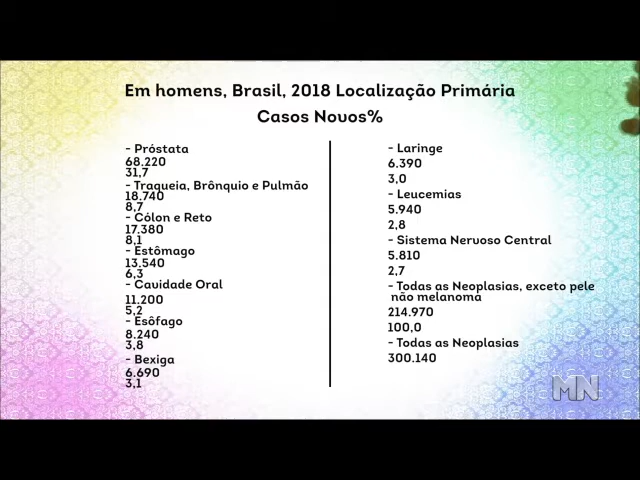 Em homens, Brasil, 2018 Localização Primária
Casos Novos%
- Próstata
68.220
31,7
- Traqueia, Brônquio e Pulmão
18.740
8,7
- Cólon e Reto
17.380
8,1
- Estômago
13.540
6,3
- Cavidade Oral
11.200
5,2
- Esôfago
8.240
3,8
- Bexiga
6.690
3,1
- Laringe
6.390
3,0
- Leucemias
5.940
2,8
- Sistema Nervoso Central
5.810
2,7
- Todas as Neoplasias, exceto pele
não melanoma
214.970
100,0
- Todas as Neoplasias
300.140
MN